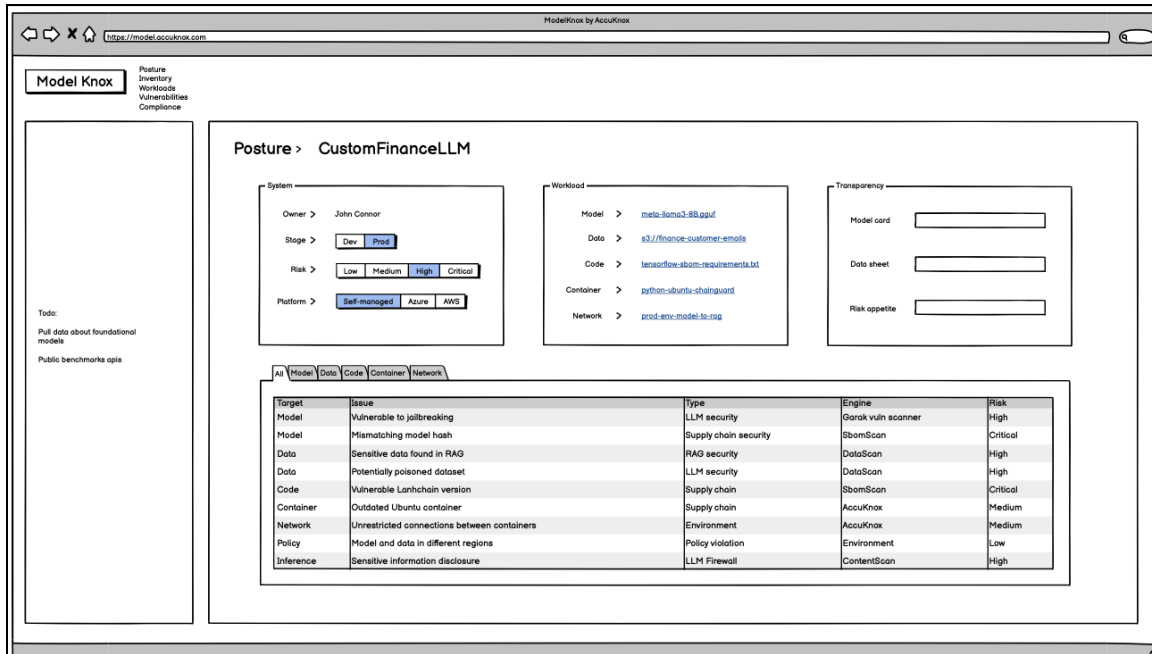 ModelKnox by AccuKnox
https://model.accuknox.com
Model Knox
Posture
Inventory
Workloads
Vulnerabilities
Compliance
Todo:
Pull data about foundational
models
Public benchmarks apis
Posture > CustomFinanceLLM
System
Owner > John Connor
Stage > Dev Prod
Risk > Low Medium High Critical
Platform > Self-managed Azure AWS
Workload
Model > meta-llama3-8B.gguf
Data > s3://finance-customer-emails
Code > tensorflow-sbom-requirements.txt
Container > python-ubuntu-chainguard
Network > prod-env-model-to-rag
Transparency
Model card
Data sheet
Risk appetite
All Model Data Code Container Network
Target Issue Type Engine Risk
Model Vulnerable to jailbreaking LLM security Garak vuln scanner High
Model Mismatching model hash Supply chain security SbomScan Critical
Data Sensitive data found in RAG RAG security DataScan High
Data Potentially poisoned dataset LLM security DataScan High
Code Vulnerable Lanhchain version Supply chain SbomScan Critical
Container Outdated Ubuntu container Supply chain AccuKnox Medium
Network Unrestricted connections between containers Environment AccuKnox Medium
Policy Model and data in different regions Policy violation Environment Low
Inference Sensitive information disclosure LLM Firewall ContentScan High